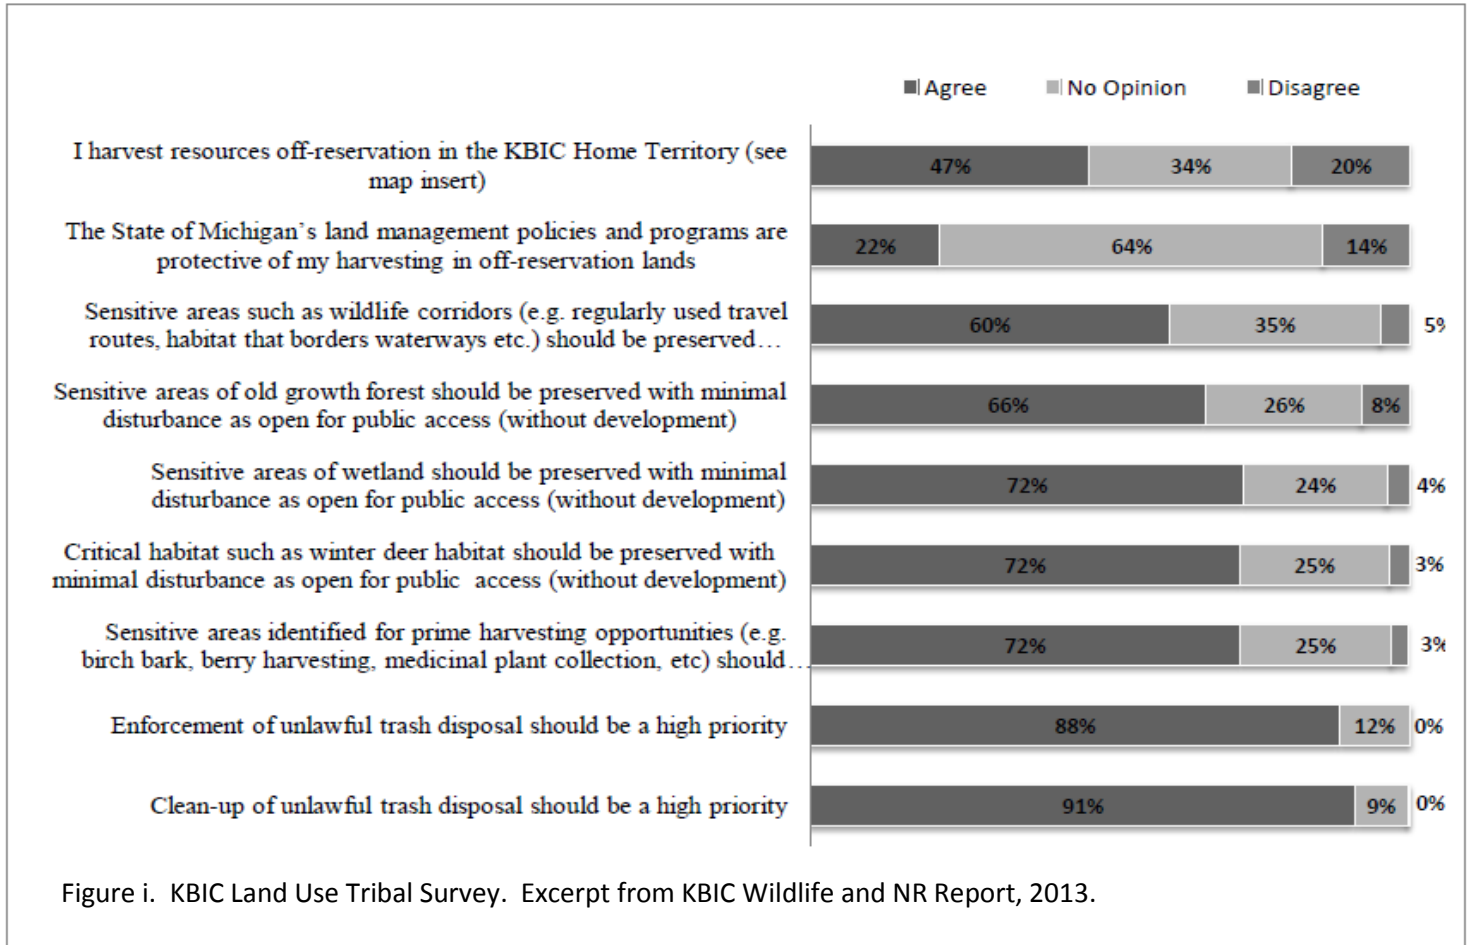 Agree No Opinion Disagree
I harvest resources off-reservation in the KBIC Home Territory (see
map insert)
47% 34% 20%
The State of Michigan's land management policies and programs are
protective of my harvesting in off-reservation lands
22% 64% 14%
Sensitive areas such as wildlife corridors (e.g. regularly used travel
routes, habitat that borders waterways etc.) should be preserved…
60% 35% 5%
Sensitive areas of old growth forest should be preserved with minimal
disturbance as open for public access (without development)
66% 26% 8%
Sensitive areas of wetland should be preserved with minimal
disturbance as open for public access (without development)
72% 24% 4%
Critical habitat such as winter deer habitat should be preserved with
minimal disturbance as open for public access (without development)
72% 25% 3%
Sensitive areas identified for prime harvesting opportunities (e.g.
birch bark, berry harvesting, medicinal plant collection, etc) should…
72% 25% 3%
Enforcement of unlawful trash disposal should be a high priority
88% 12% 0%
Clean-up of unlawful trash disposal should be a high priority
91% 9% 0%
Figure i. KBIC Land Use Tribal Survey. Excerpt from KBIC Wildlife and NR Report, 2013.